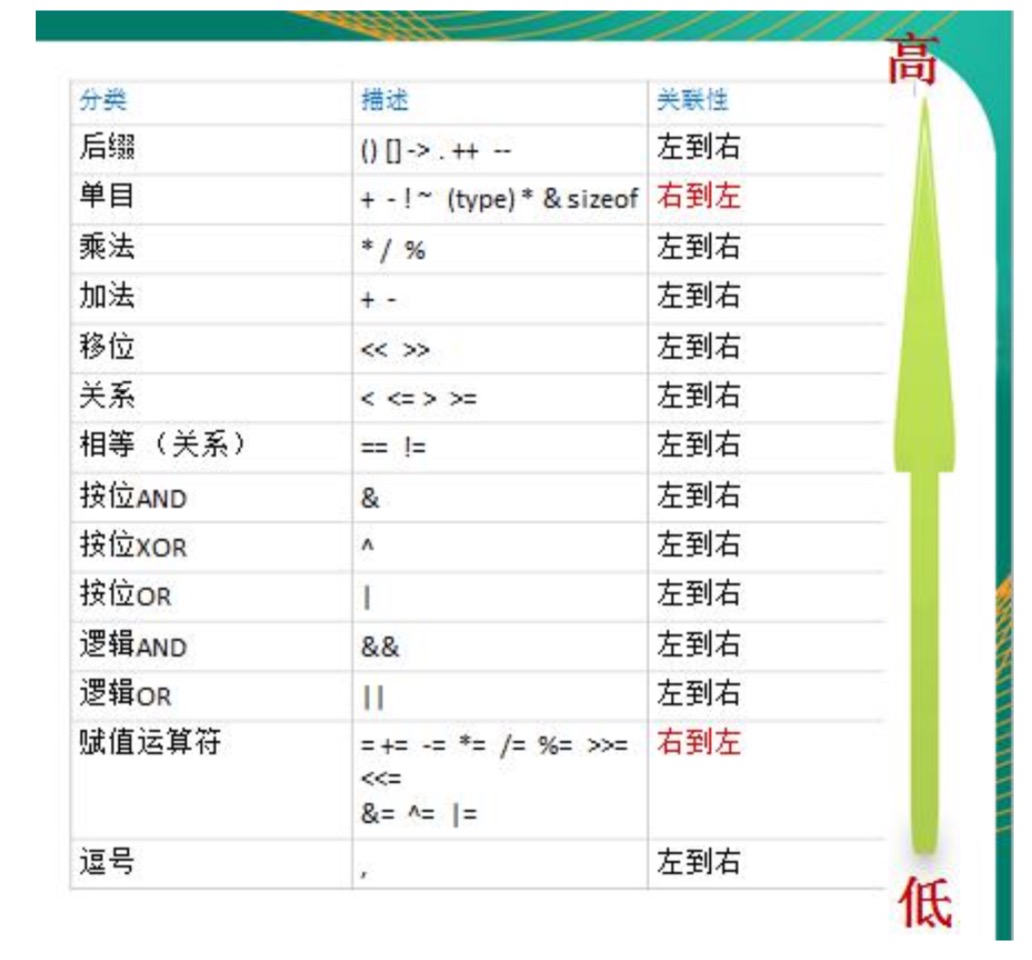 高
分类 描述 关联性
后缀 () [] -> . ++ -- 左到右
单目 + - ! ~ (type) * & sizeof 右到左
乘法 * / % 左到右
加法 + - 左到右
移位 << >> 左到右
关系 < <= > >= 左到右
相等 （关系） == != 左到右
按位AND & 左到右
按位XOR ^ 左到右
按位OR | 左到右
逻辑AND && 左到右
逻辑OR || 左到右
赋值运算符 = += -= *= /= %= >>= 右到左
<<=
&= ^= |=
逗号 , 左到右
低